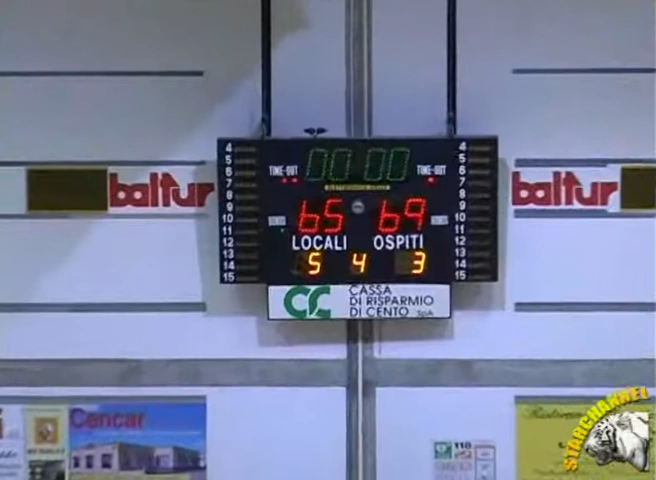 4 TIME-OUT 00 00 TIME-OUT 4
5 5
6 6
7 7
8 8
9 65 69 9
10 10
11 11
12 LOCALI OSPITI 12
13 5 4 3 13
14 14
15 15
baltur
baltur
CC CASSA
DI RISPARMIO
DI CENTO SpA
Cencar
118
STARCHANNEL